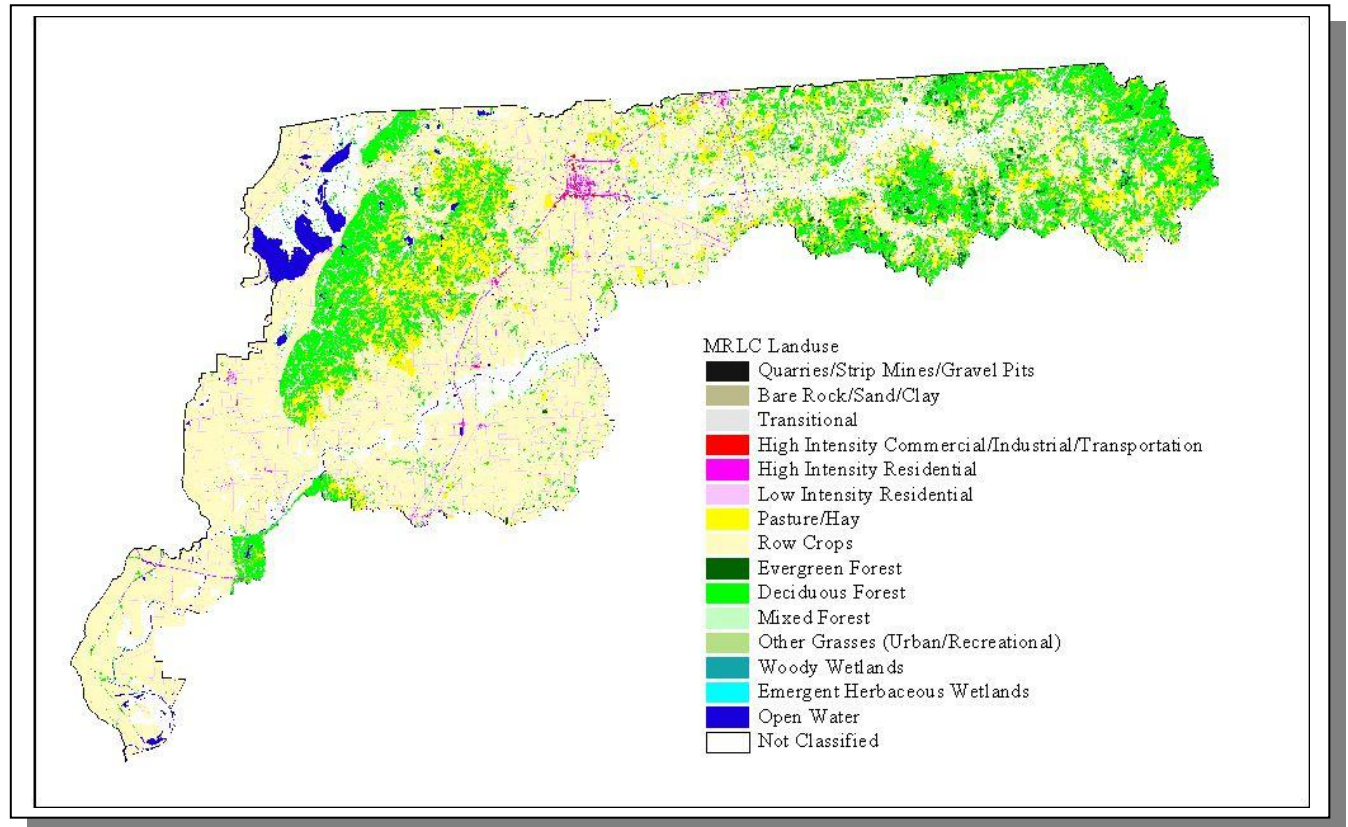 MRLC Landuse
Quarries/Strip Mines/Gravel Pits
Bare Rock/Sand/Clay
Transitional
High Intensity Commercial/Industrial/Transportation
High Intensity Residential
Low Intensity Residential
Pasture/Hay
Row Crops
Evergreen Forest
Deciduous Forest
Mixed Forest
Other Grasses (Urban/Recreational)
Woody Wetlands
Emergent Herbaceous Wetlands
Open Water
Not Classified